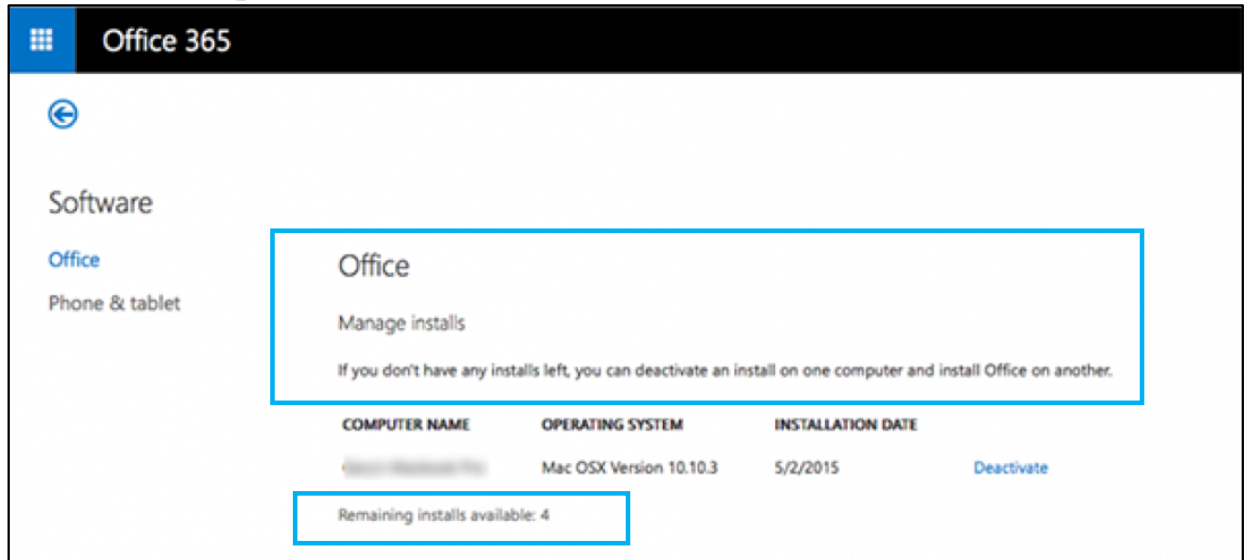 Office 365
Software
Office
Phone & tablet
Office
Manage installs
If you don't have any installs left, you can deactivate an install on one computer and install Office on another.
COMPUTER NAME OPERATING SYSTEM INSTALLATION DATE
Mac OSX Version 10.10.3 5/2/2015 Deactivate
Remaining installs available: 4